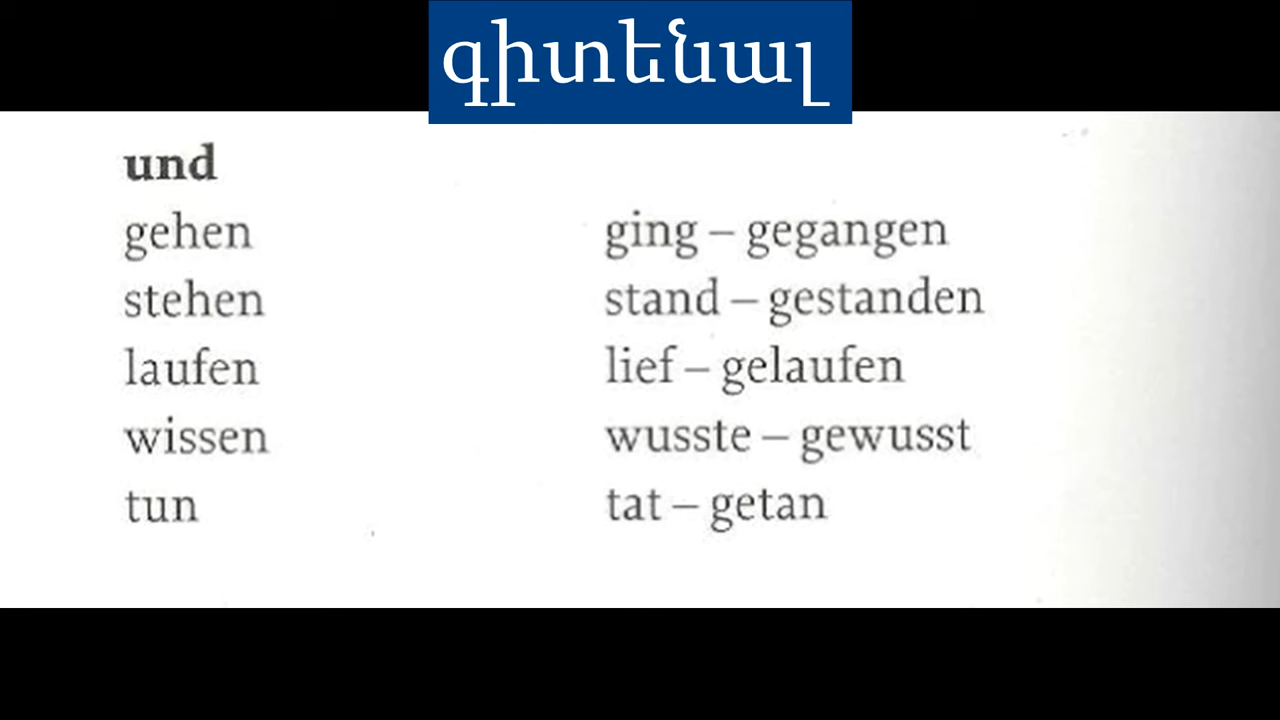 գիտենալ
und
gehen ging – gegangen
stehen stand – gestanden
laufen lief – gelaufen
wissen wusste – gewusst
tun tat – getan